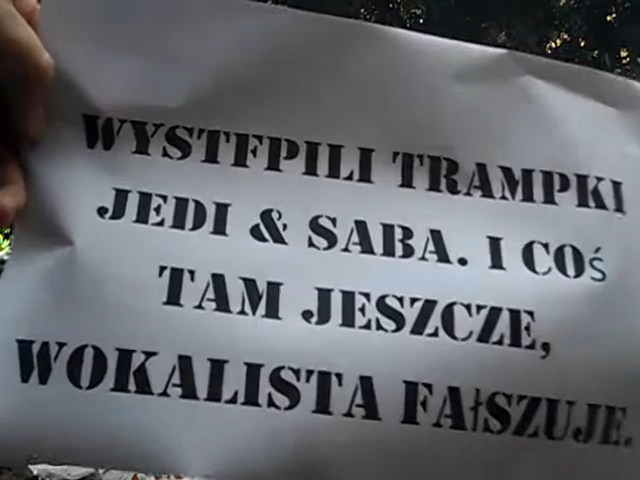 WYSTFPILI TRAMPKI
JEDI & SABA. I COŚ
TAM JESZCZE,
WOKALISTA FAłSZUJE.